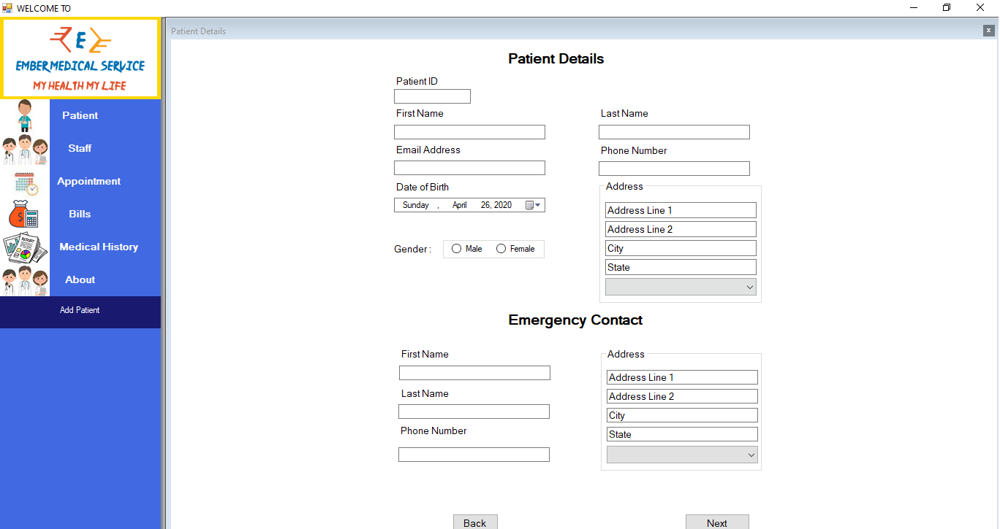 WELCOME TO
E
EMBER MEDICAL SERVICE
MY HEALTH MY LIFE
Patient
Staff
Appointment
Bills
REPORT
Medical History
About
Add Patient
Patient Details
x
Patient Details
Patient ID
First Name
Last Name
Email Address
Phone Number
Date of Birth
Sunday , April 26, 2020
Address
Address Line 1
Address Line 2
City
State
Gender :
Male
Female
Emergency Contact
First Name
Last Name
Phone Number
Address
Address Line 1
Address Line 2
City
State
Back
Next